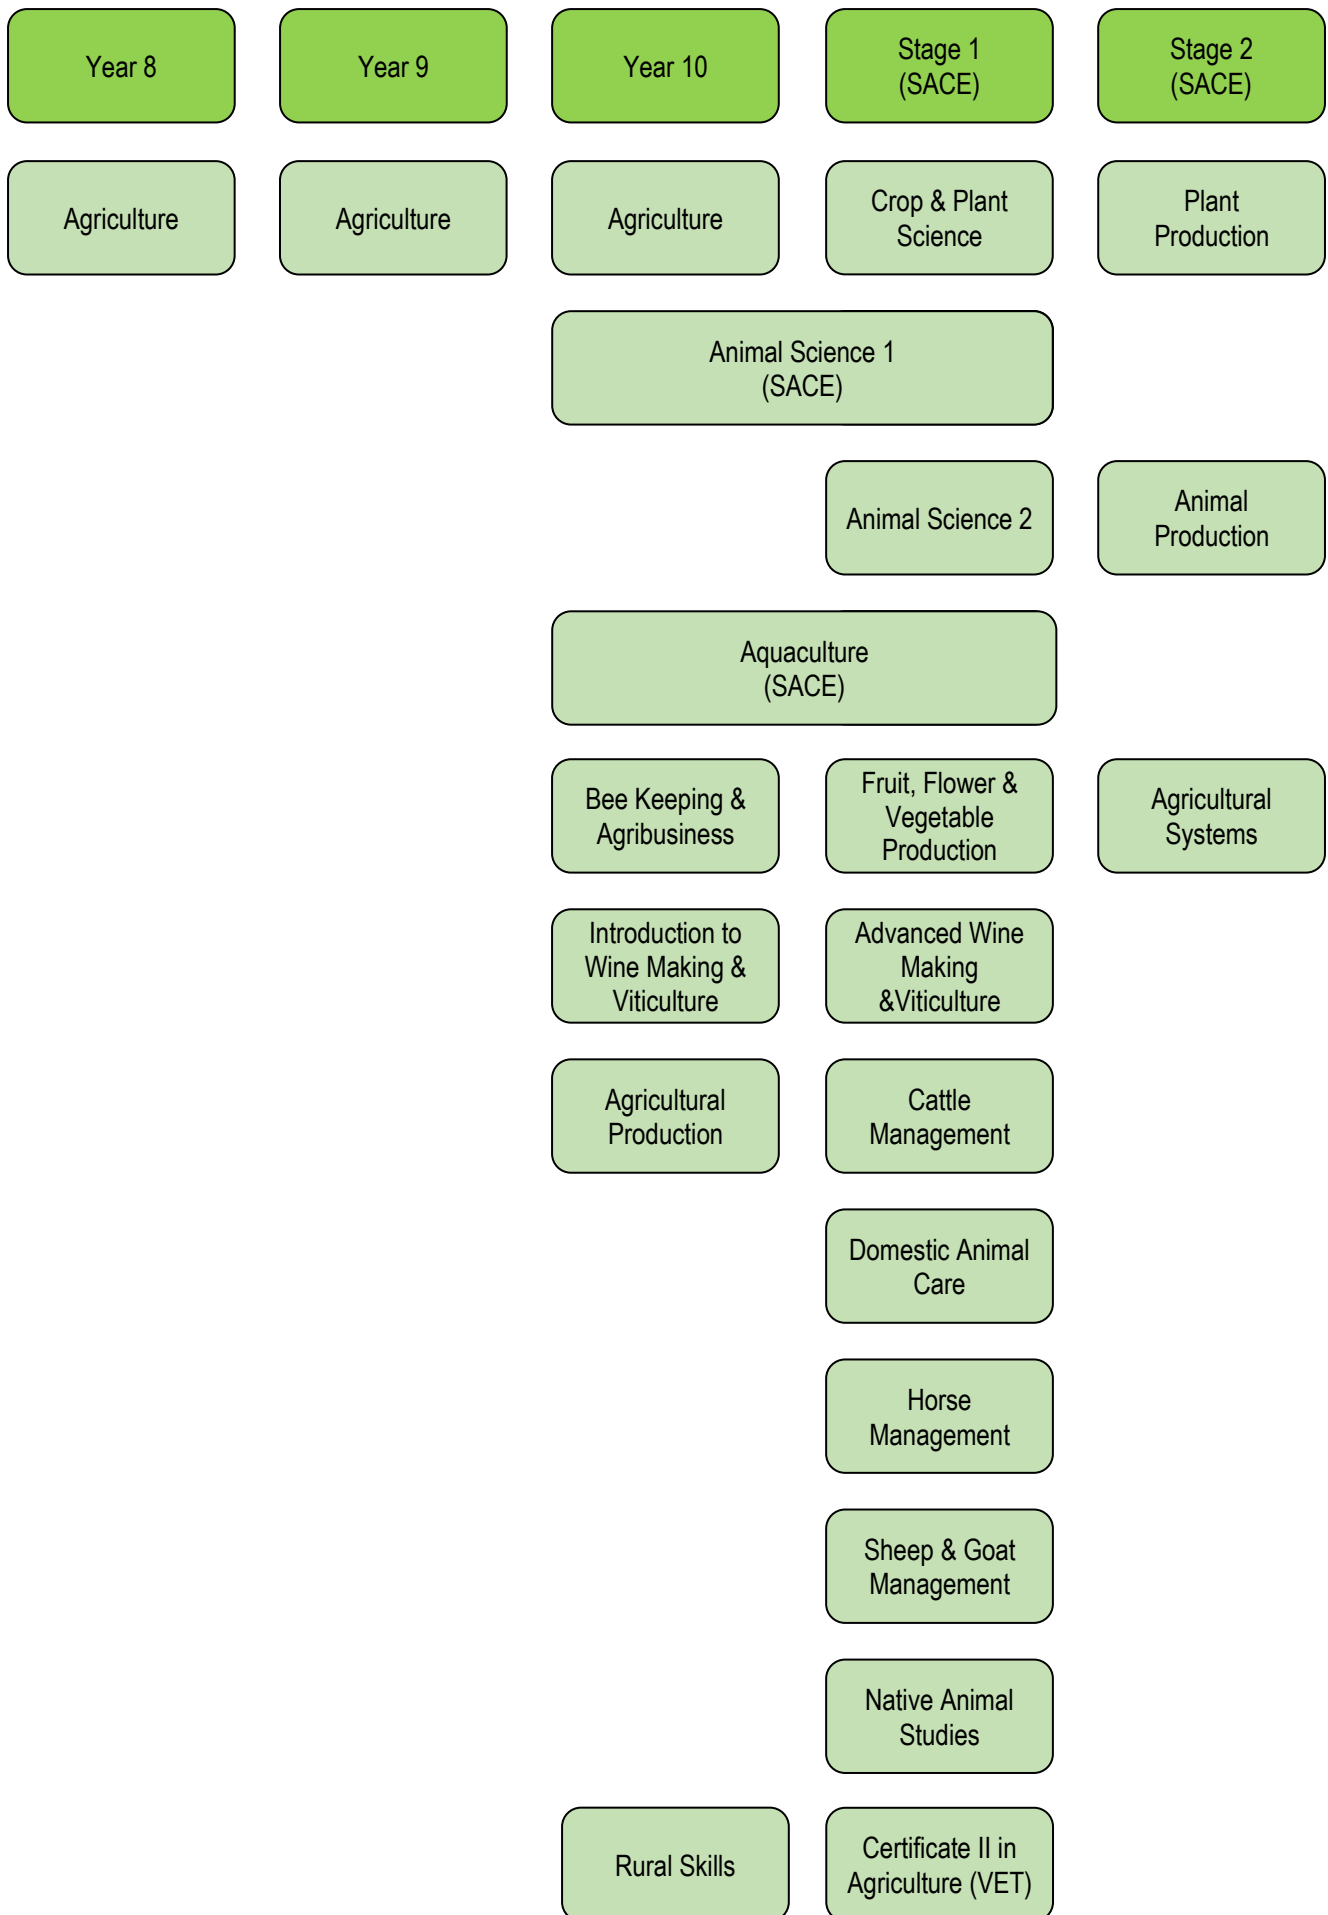 Year 8
Year 9
Year 10
Stage 1
(SACE)
Stage 2
(SACE)
Agriculture
Agriculture
Agriculture
Crop & Plant
Science
Plant
Production
Animal Science 1
(SACE)
Animal Science 2
Animal
Production
Aquaculture
(SACE)
Bee Keeping &
Agribusiness
Fruit, Flower &
Vegetable
Production
Agricultural
Systems
Introduction to
Wine Making &
Viticulture
Advanced Wine
Making
&Viticulture
Agricultural
Production
Cattle
Management
Domestic Animal
Care
Horse
Management
Sheep & Goat
Management
Native Animal
Studies
Rural Skills
Certificate II in
Agriculture (VET)